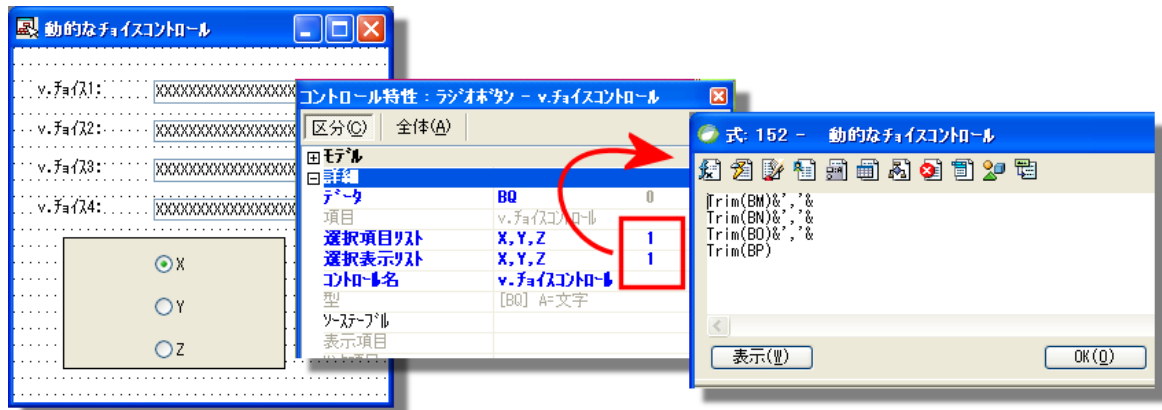 動的なチョイスコントロール
v.チョイス1:
XXXXXXXXXXXXXXXXXX
v.チョイス2:
XXXXXXXXXXXXXXXXXX
v.チョイス3:
XXXXXXXXXXXXXXXXXX
v.チョイス4:
XXXXXXXXXXXXXXXXXX
X
Y
Z
コントロール特性:ラジオボタン - v.チョイスコントロール
区分(C) 全体(A)
モデル
詳細
データ BQ 0
項目 v.チョイスコントロール
選択項目リスト X,Y,Z 1
選択表示リスト X,Y,Z 1
コントロール名 v.チョイスコントロール
型 [BQ] A=文字
ソーステーブル
表示項目
式: 152 - 動的なチョイスコントロール
Trim(BM)&','&
Trim(BN)&','&
Trim(BO)&','&
Trim(BP)
表示(W) OK(O)